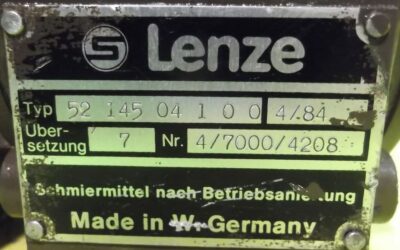 Lenze
Typ 52 145 04 1 0 0 4/84
Über-
setzung 7 Nr. 4/7000/4208
Schmiermittel nach Betriebsanleitung
Made in W.-Germany